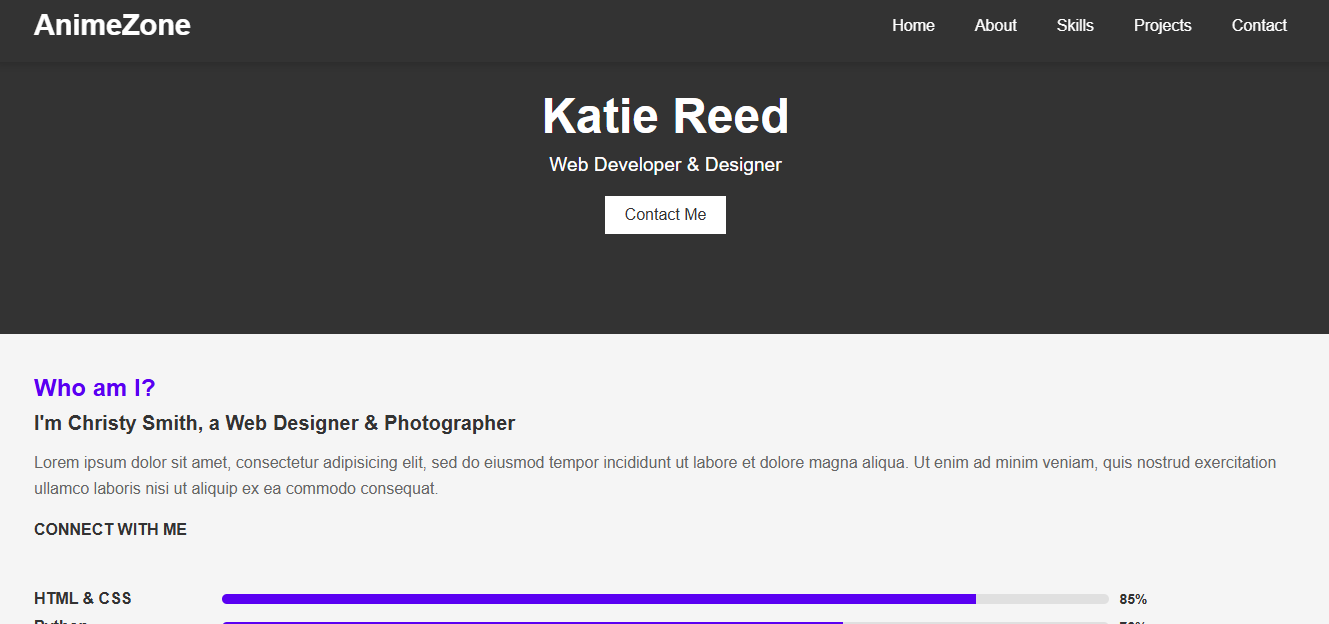 AnimeZone
Home About Skills Projects Contact
Katie Reed
Web Developer & Designer
Contact Me
Who am I?
I'm Christy Smith, a Web Designer & Photographer
Lorem ipsum dolor sit amet, consectetur adipisicing elit, sed do eiusmod tempor incididunt ut labore et dolore magna aliqua. Ut enim ad minim veniam, quis nostrud exercitation
ullamco laboris nisi ut aliquip ex ea commodo consequat.
CONNECT WITH ME
HTML & CSS 85%
Python